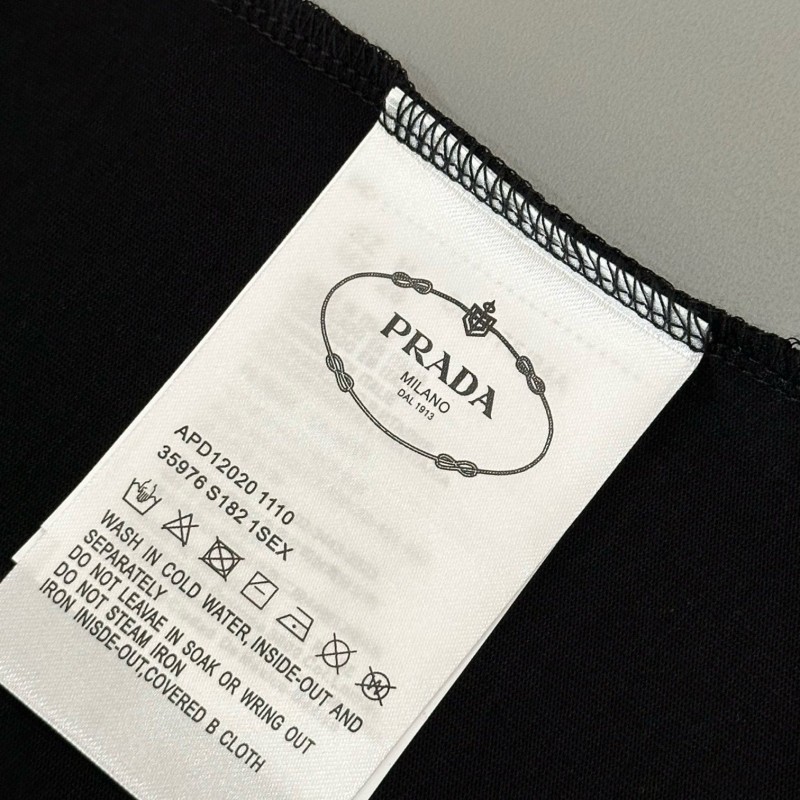 PRADA
MILANO
DAL 1913
APD12020 1110
35976 S182 1SEX
WASH IN COLD WATER, INSIDE-OUT AND
SEPARATELY
DO NOT LEAVAE IN SOAK OR WRING OUT
DO NOT STEAM IRON
IRON INISDE-OUT,COVERED B CLOTH